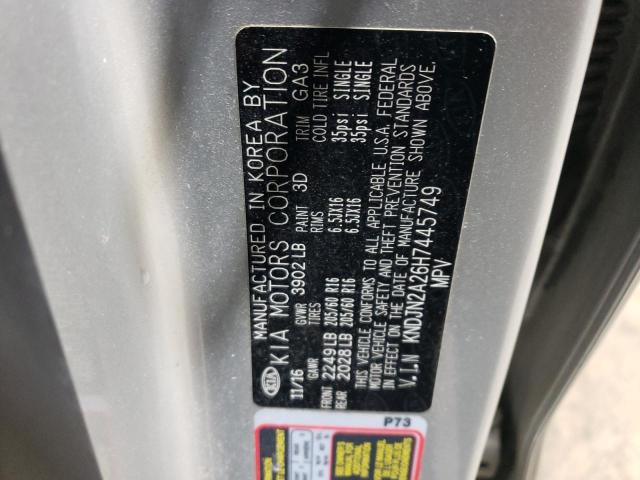 MANUFACTURED IN KOREA BY
KIA KIA MOTORS CORPORATION
11/16 GVWR 3902 LB PAINT 3D TRIM GA3
GAWR TIRES RIMS COLD TIRE INFL
FRONT 2249 LB 205/60 R16 6.5JX16 35psi SINGLE
REAR 2028 LB 205/60 R16 6.5JX16 35psi SINGLE
THIS VEHICLE CONFORMS TO ALL APPLICABLE U.S.A. FEDERAL
MOTOR VEHICLE SAFETY AND THEFT PREVENTION STANDARDS
IN EFFECT ON THE DATE OF MANUFACTURE SHOWN ABOVE.
V.I.N KNDJN2A26H7445749
MPV
P73